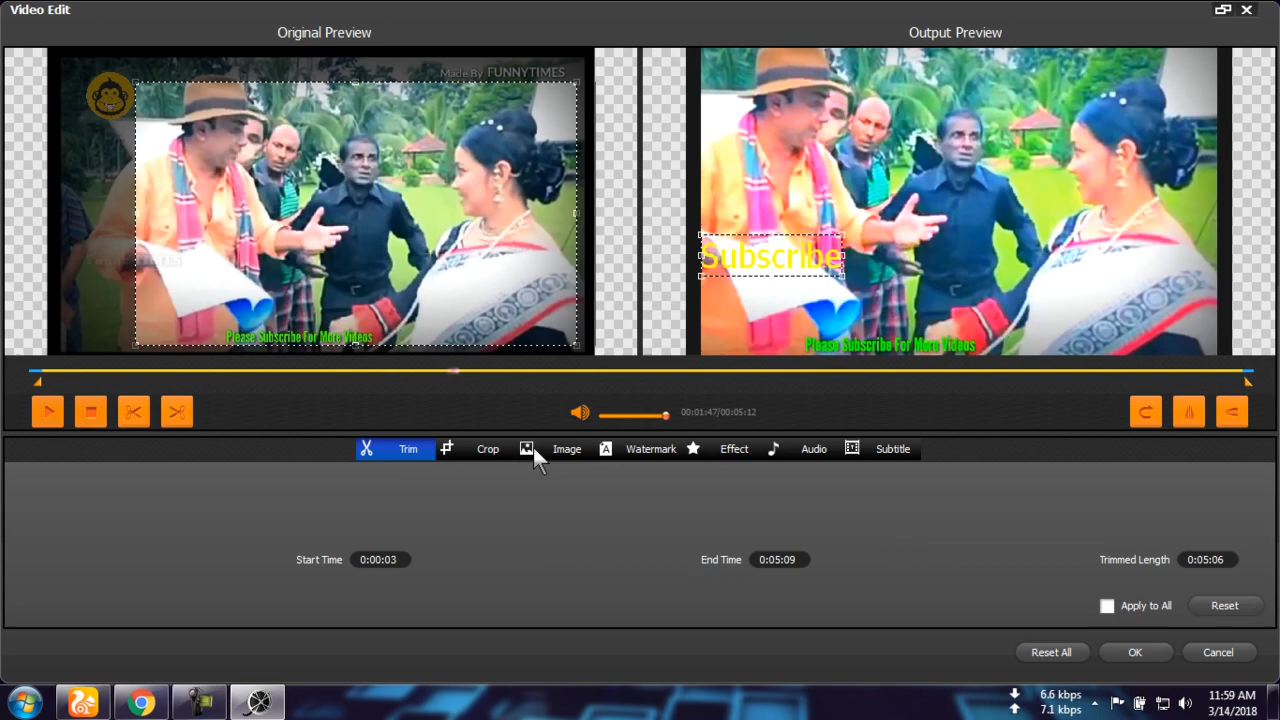 Video Edit
Original Preview
Output Preview
Made By FUNNYTIMES
Please Subscribe For More Videos
Subscribe
Please Subscribe For More Videos
00:01:47/00:05:12
Trim
Crop
Image
A Watermark
Effect
Audio
Subtitle
Start Time 0:00:03
End Time 0:05:09
Trimmed Length 0:05:06
Apply to All
Reset
Reset All
OK
Cancel
6.6 kbps
7.1 kbps
11:59 AM
3/14/2018